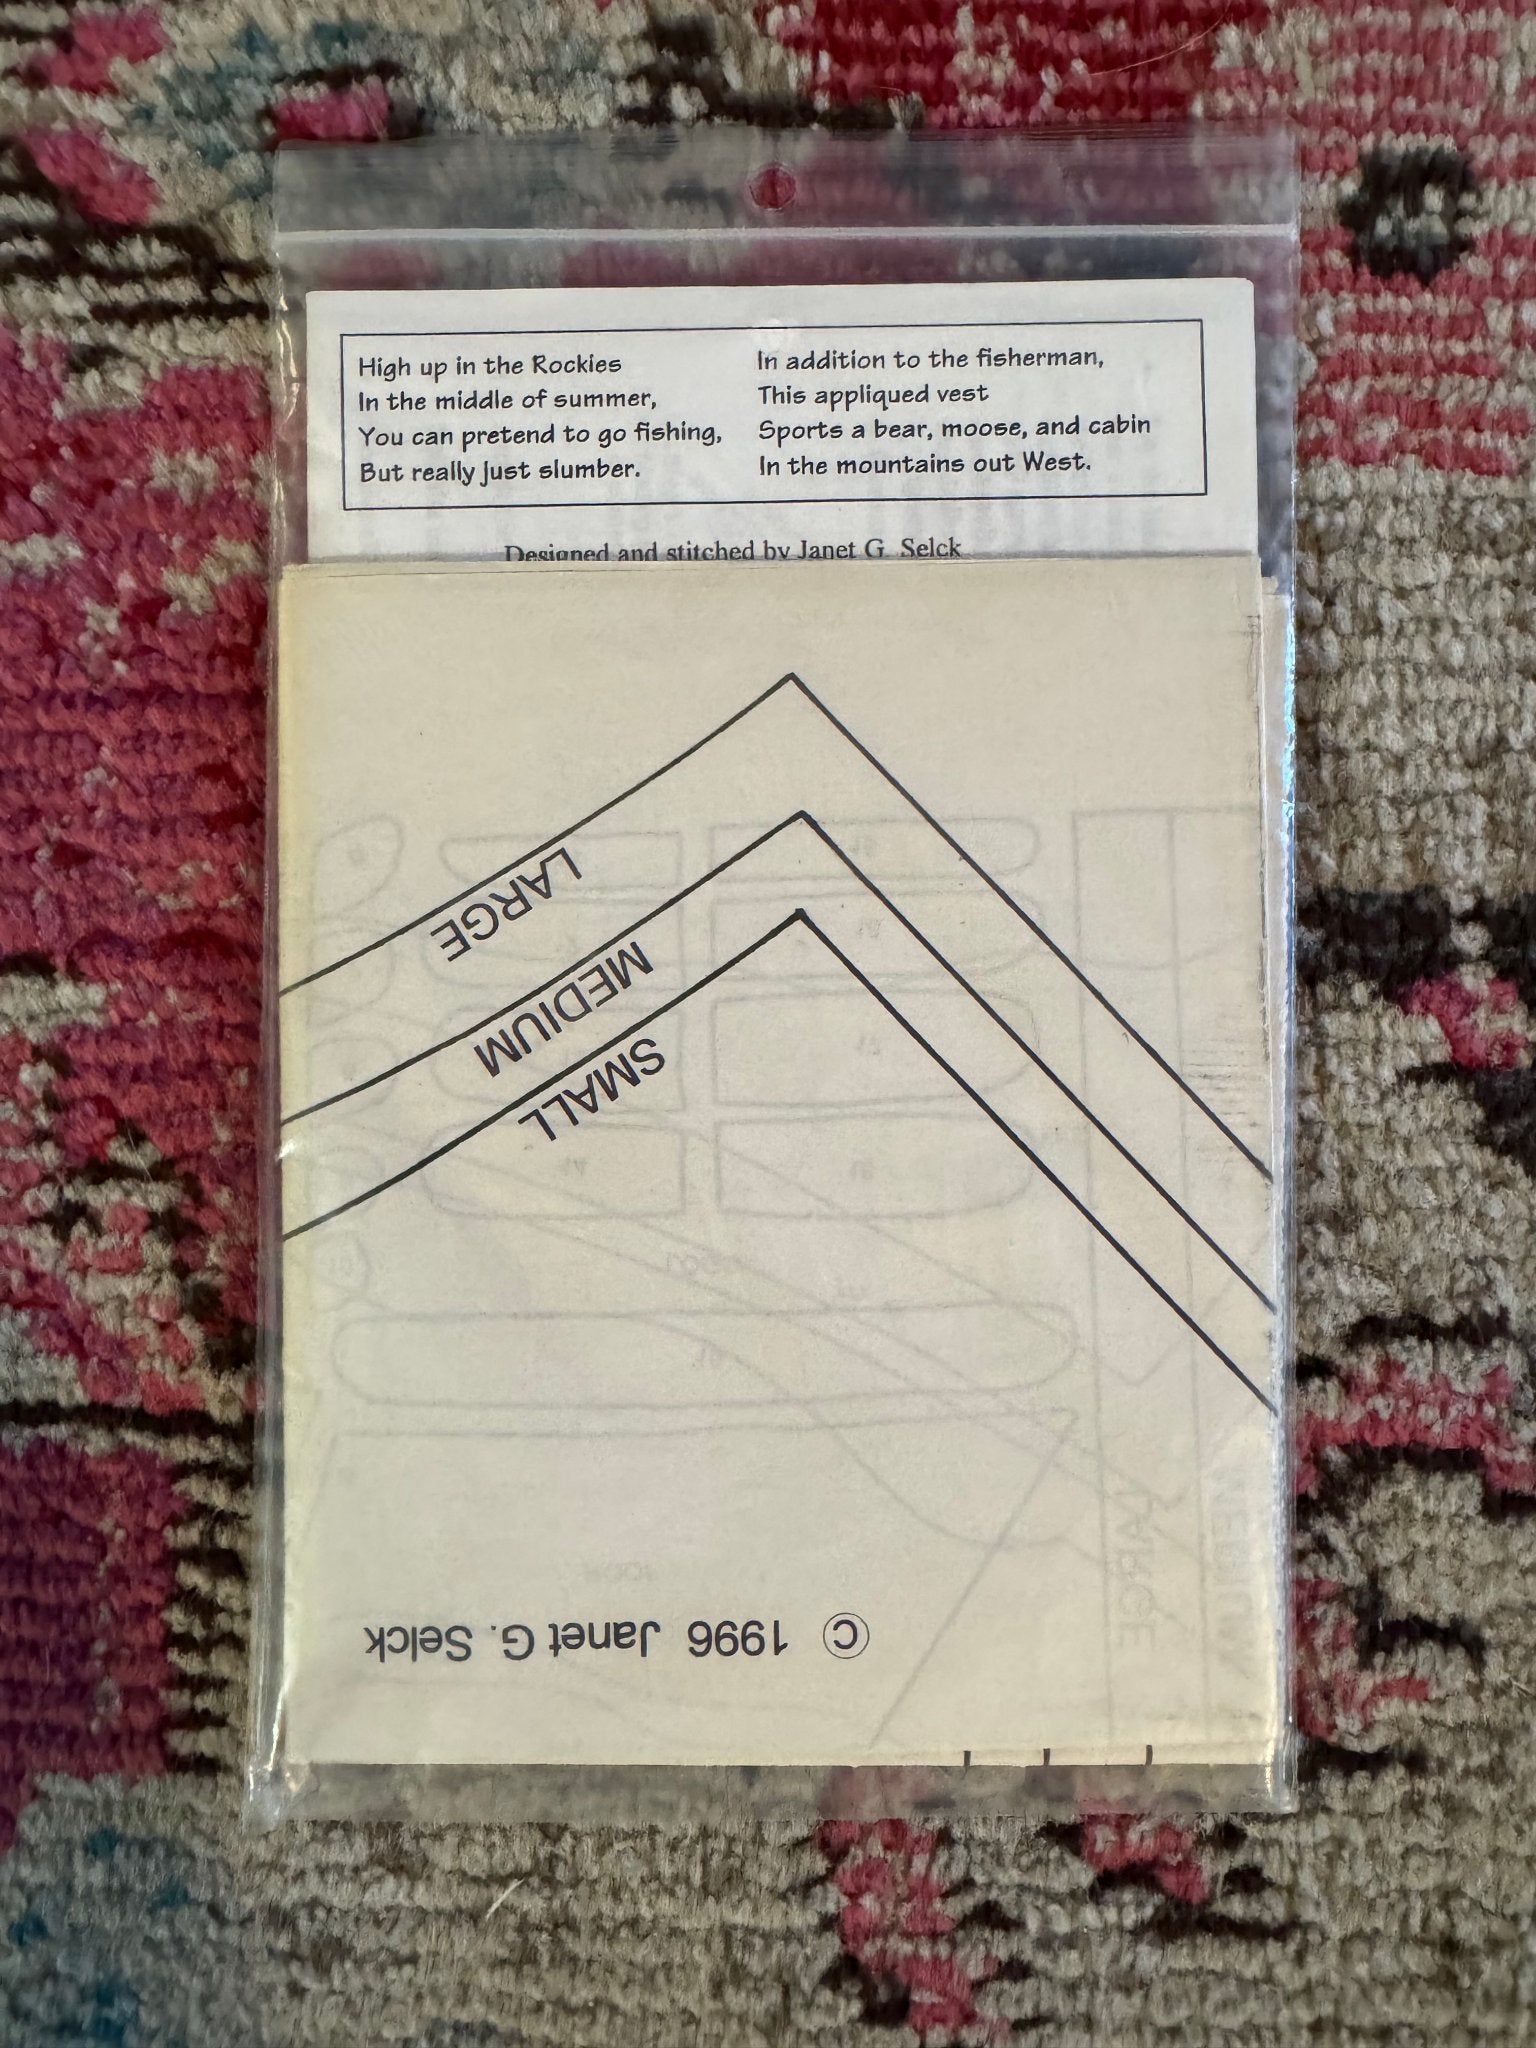 High up in the Rockies
In the middle of summer,
You can pretend to go fishing,
But really just slumber.
In addition to the fisherman,
This appliqued vest
Sports a bear, moose, and cabin
In the mountains out West.
Designed and stitched by Janet G. Selck
LARGE
MEDIUM
SMALL
LARGE
MEDIUM
© 1996 Janet G. Selck